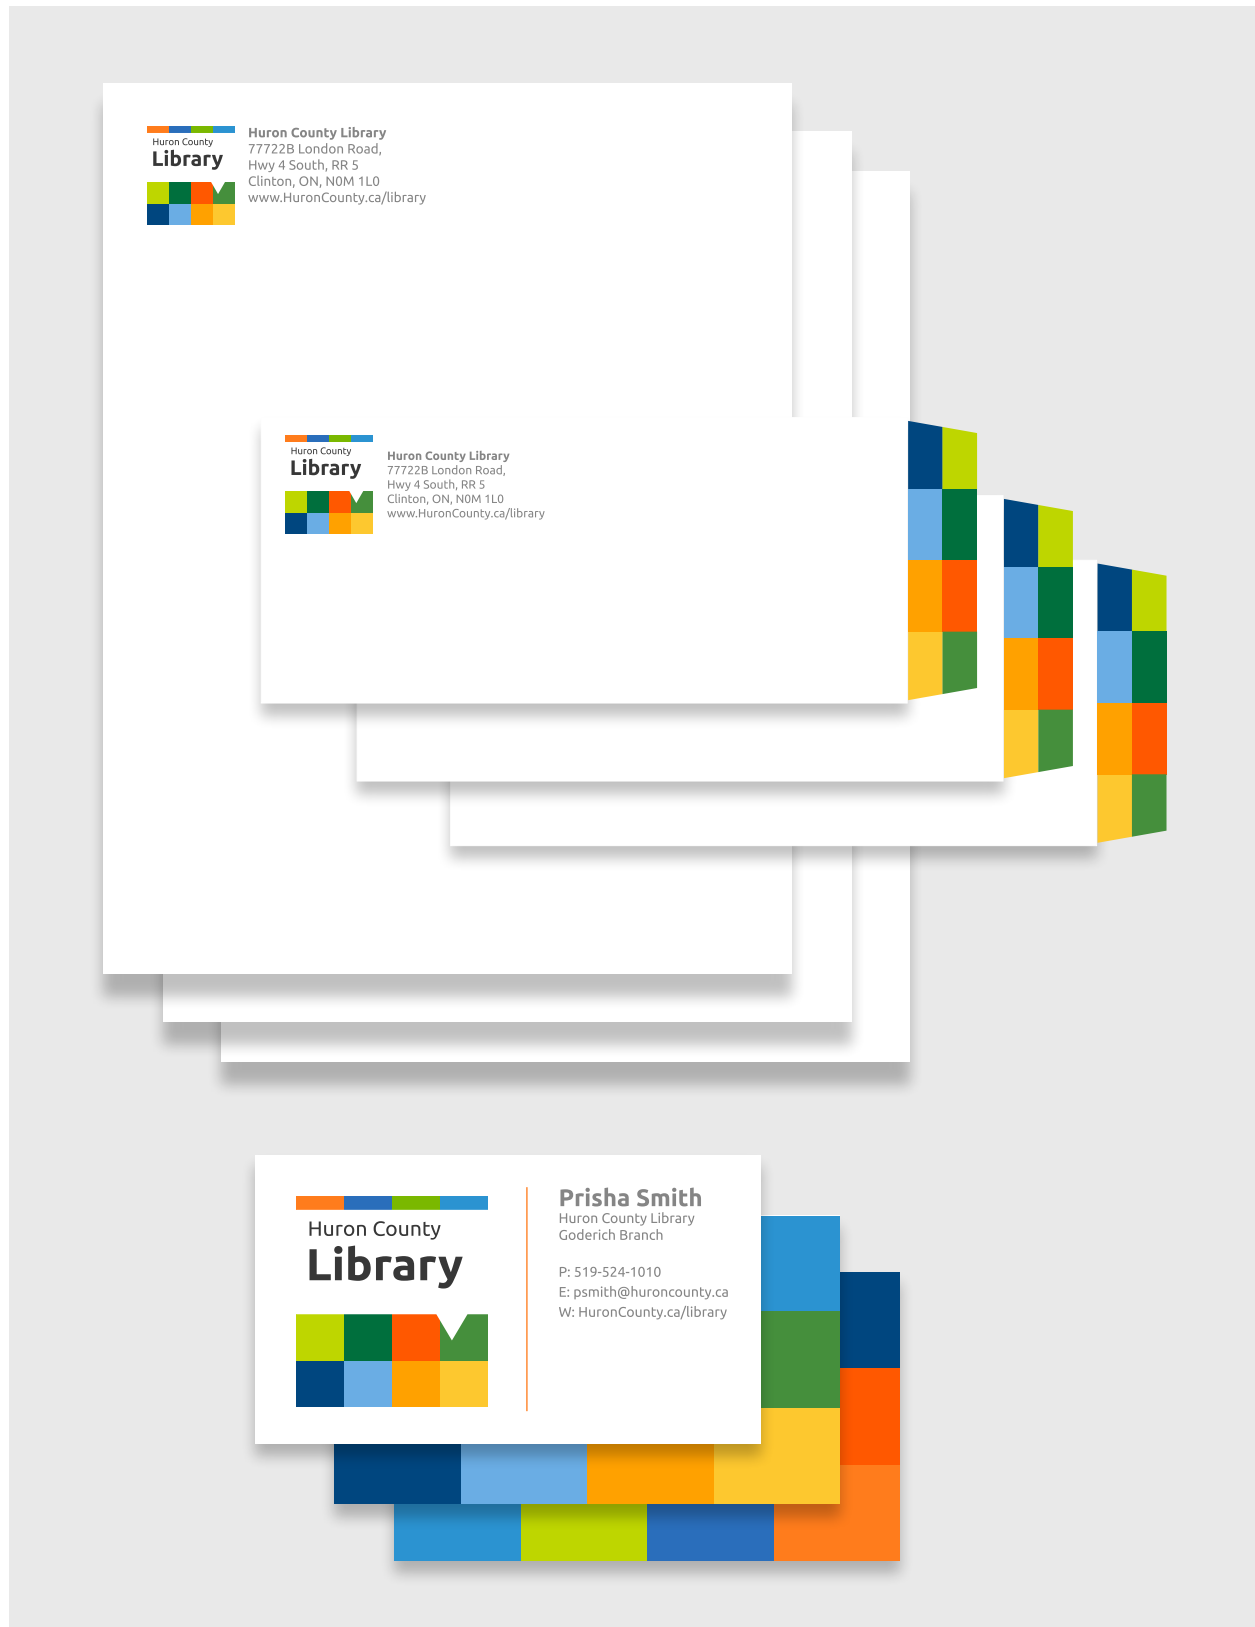 Huron County
Library
Huron County Library
77722B London Road,
Hwy 4 South, RR 5
Clinton, ON, N0M 1L0
www.HuronCounty.ca/library
Huron County
Library
Huron County Library
77722B London Road,
Hwy 4 South, RR 5
Clinton, ON, N0M 1L0
www.HuronCounty.ca/library
Huron County
Library
Prisha Smith
Huron County Library
Goderich Branch
P: 519-524-1010
E: psmith@huroncounty.ca
W: HuronCounty.ca/library